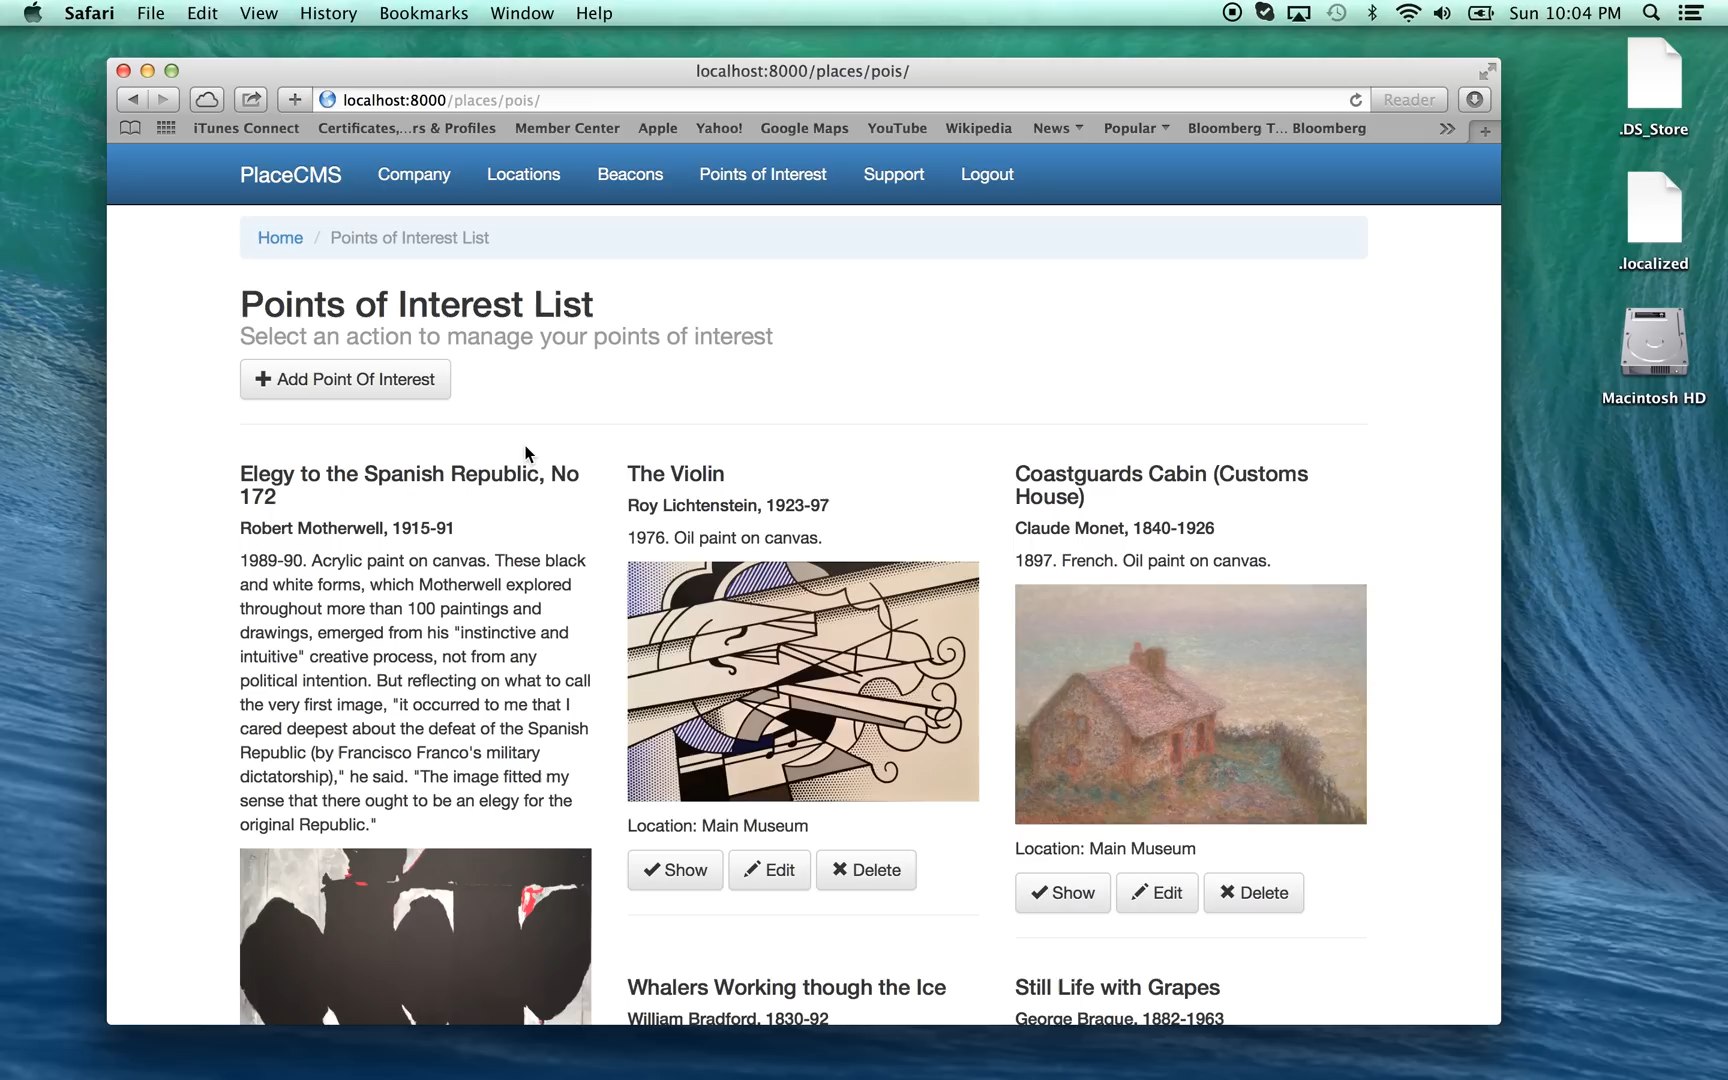 Safari File Edit View History Bookmarks Window Help Sun 10:04 PM
localhost:8000/places/pois/
localhost:8000/places/pois/ Reader
iTunes Connect Certificates,...rs & Profiles Member Center Apple Yahoo! Google Maps YouTube Wikipedia News Popular Bloomberg T... Bloomberg
PlaceCMS Company Locations Beacons Points of Interest Support Logout
Home / Points of Interest List
Points of Interest List
Select an action to manage your points of interest
Add Point Of Interest
Elegy to the Spanish Republic, No
172
Robert Motherwell, 1915-91
1989-90. Acrylic paint on canvas. These black
and white forms, which Motherwell explored
throughout more than 100 paintings and
drawings, emerged from his "instinctive and
intuitive" creative process, not from any
political intention. But reflecting on what to call
the very first image, "it occurred to me that I
cared deepest about the defeat of the Spanish
Republic (by Francisco Franco's military
dictatorship)," he said. "The image fitted my
sense that there ought to be an elegy for the
original Republic."
The Violin
Roy Lichtenstein, 1923-97
1976. Oil paint on canvas.
Location: Main Museum
Show Edit Delete
Whalers Working though the Ice
William Bradford, 1830-92
Coastguards Cabin (Customs
House)
Claude Monet, 1840-1926
1897. French. Oil paint on canvas.
Location: Main Museum
Show Edit Delete
Still Life with Grapes
George Braque, 1882-1963
.DS_Store
.localized
Macintosh HD